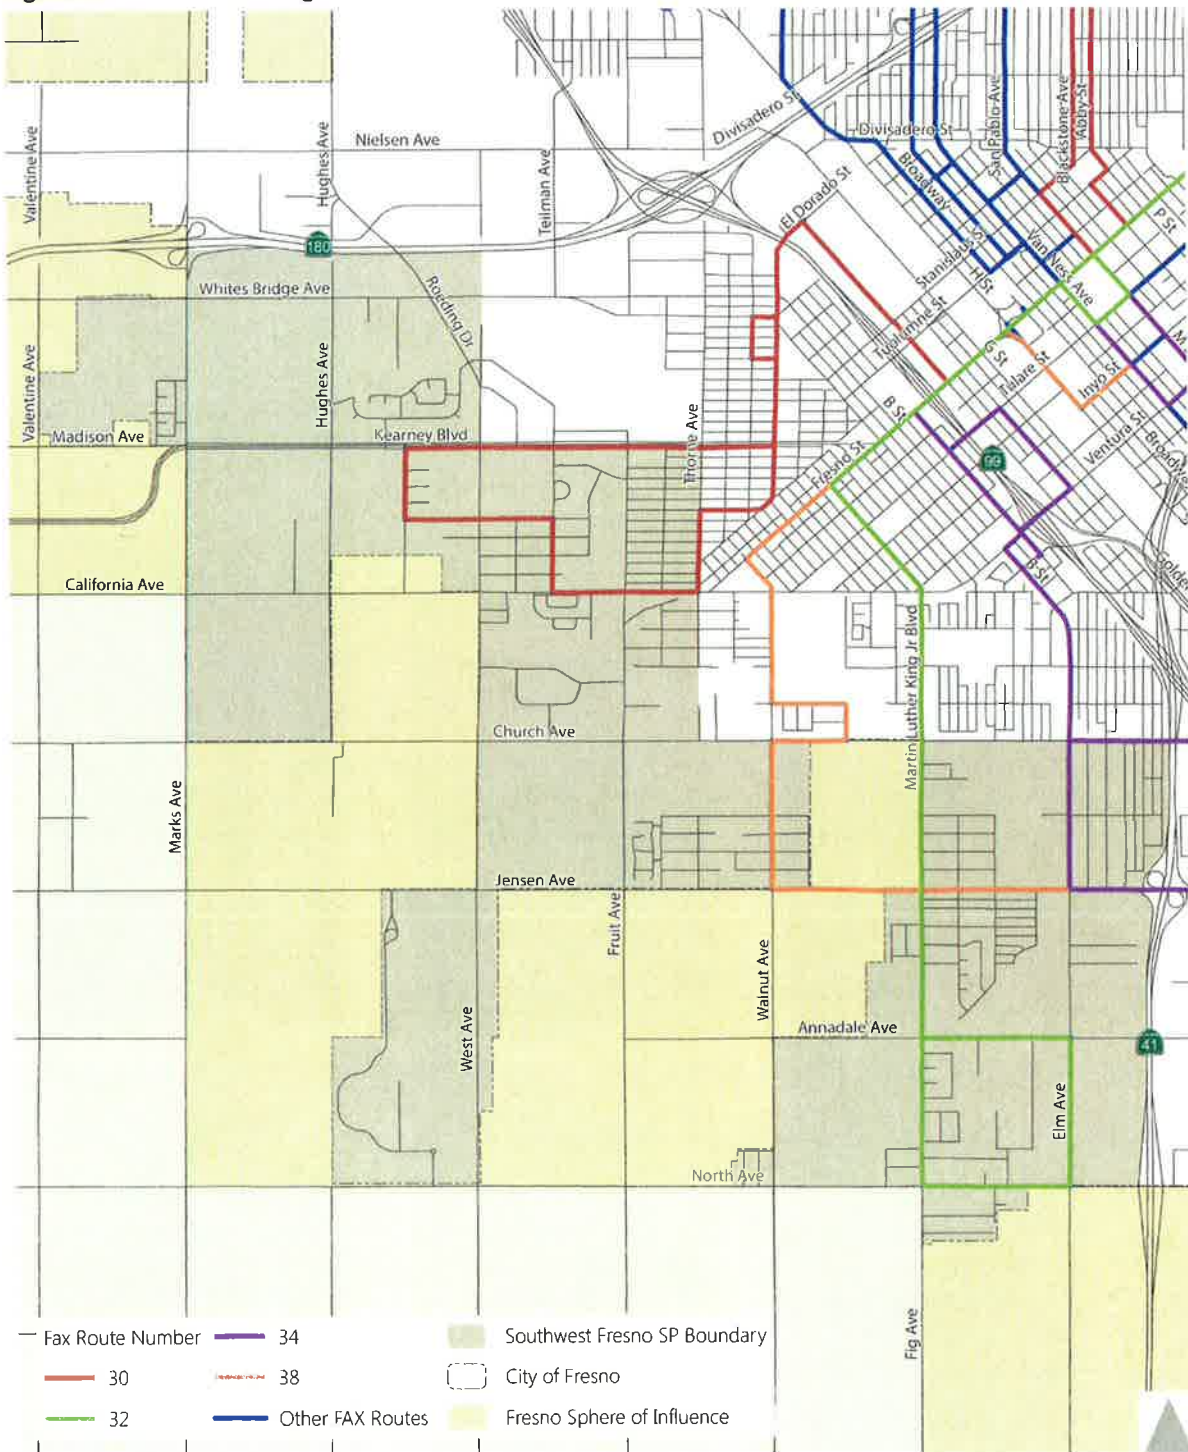 Divisadero St
Divisadero St
San Pablo Ave
Blackstone Ave
Abby St
Nielsen Ave
Valentine Ave
Hughes Ave
Teilman Ave
Broadway
El Dorado St
P St
180
Stanislaus St
Van Ness Ave
H St
Whites Bridge Ave
Roeding Dr
Tuolumne St
G St
Tulare St
Inyo St
M
Valentine Ave
Hughes Ave
B St
Ventura St
Broadway
Madison Ave
Kearney Blvd
Thorne Ave
Fresno St
99
California Ave
B St
Golden
Martin Luther King Jr Blvd
Church Ave
Marks Ave
Jensen Ave
Fruit Ave
Walnut Ave
West Ave
Annadale Ave
41
Elm Ave
North Ave
Fig Ave
Fax Route Number
30
32
34
38
Other FAX Routes
Southwest Fresno SP Boundary
City of Fresno
Fresno Sphere of Influence